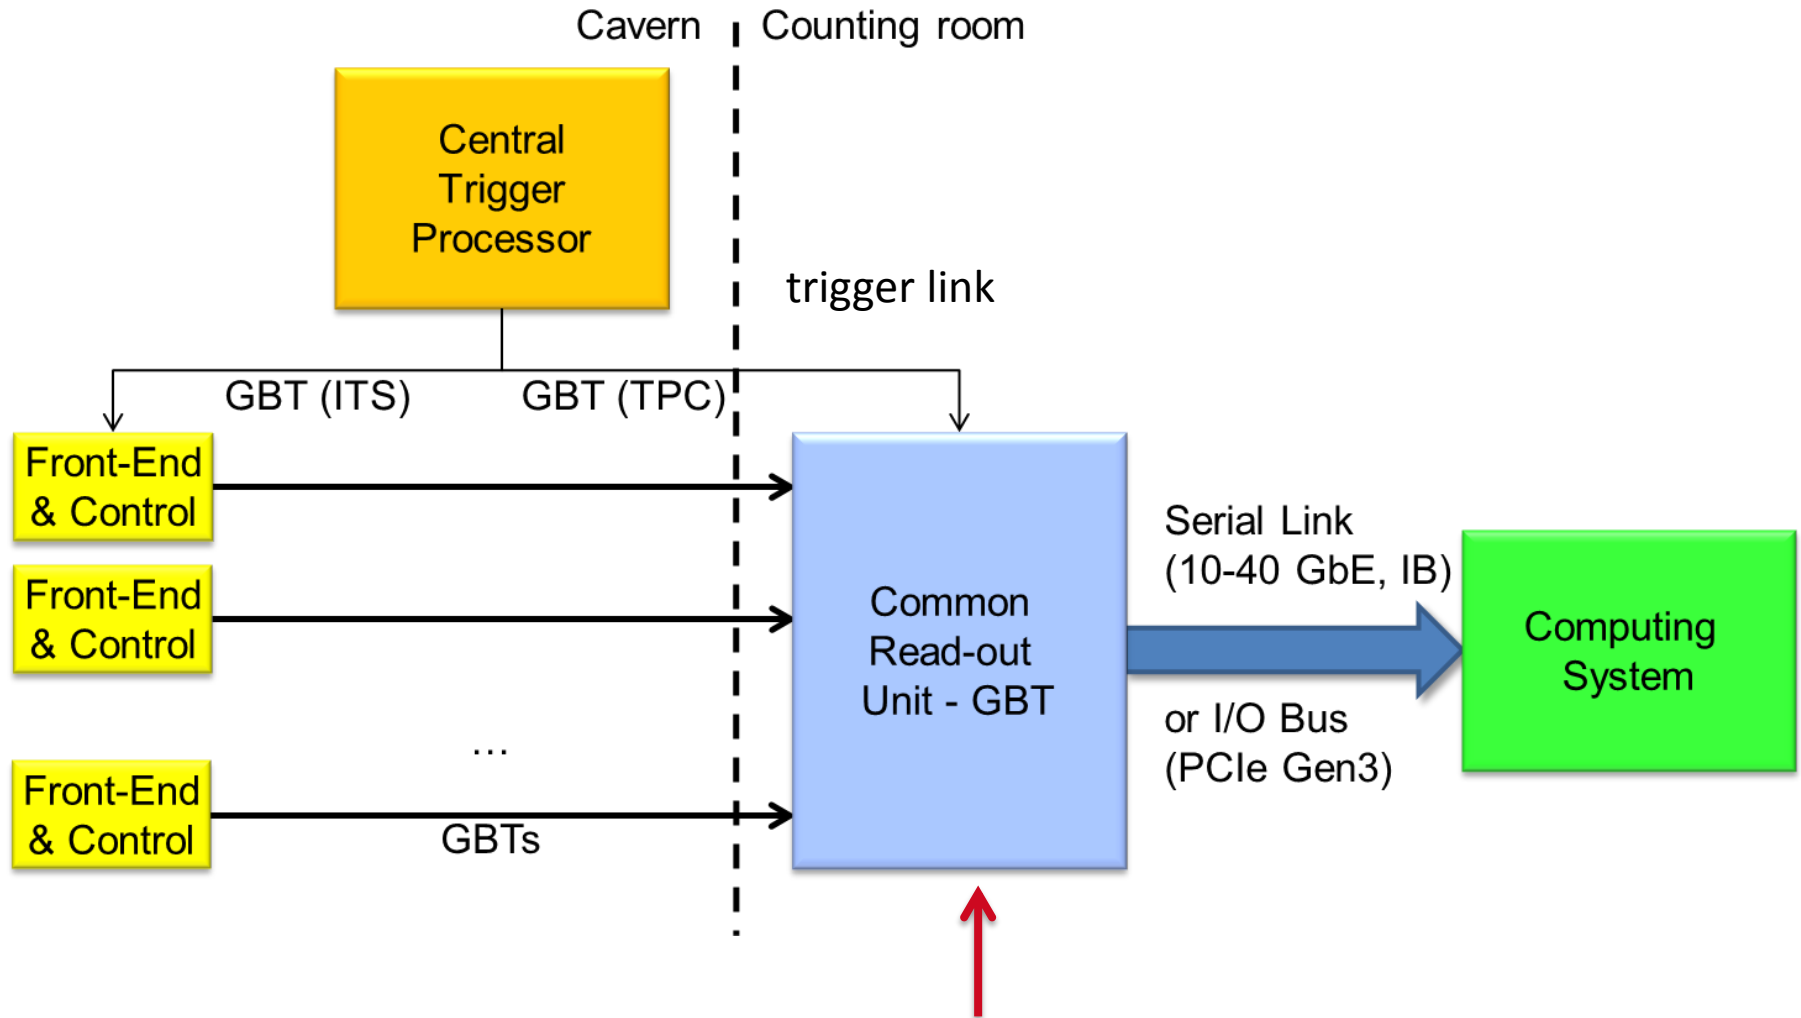 Cavern
Counting room
Central
Trigger
Processor
trigger link
GBT (ITS)
GBT (TPC)
Front-End
& Control
Front-End
& Control
...
Front-End
& Control
GBTs
Common
Read-out
Unit - GBT
Serial Link
(10-40 GbE, IB)
or I/O Bus
(PCIe Gen3)
Computing
System